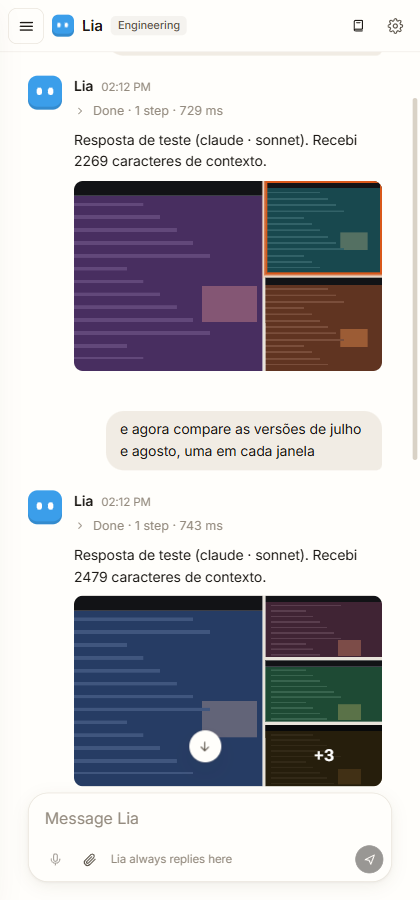 Lia Engineering
Lia 02:12 PM
Done · 1 step · 729 ms
Resposta de teste (claude · sonnet). Recebi
2269 caracteres de contexto.
e agora compare as versões de julho
e agosto, uma em cada janela
Lia 02:12 PM
Done · 1 step · 743 ms
Resposta de teste (claude · sonnet). Recebi
2479 caracteres de contexto.
+3
Message Lia
Lia always replies here